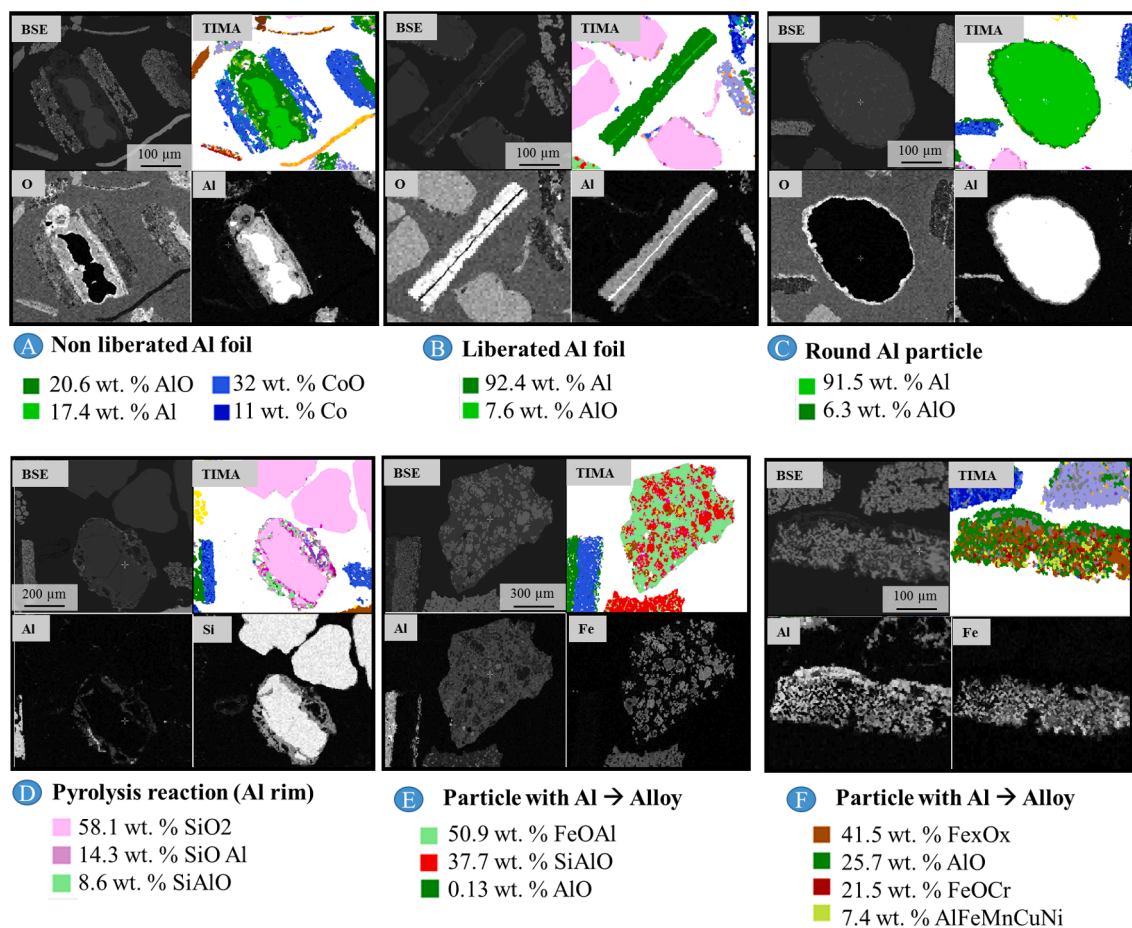 BSE
TIMA
100 µm
O
Al
A Non liberated Al foil
20.6 wt. % AlO
32 wt. % CoO
17.4 wt. % Al
11 wt. % Co
BSE
TIMA
100 µm
O
Al
B Liberated Al foil
92.4 wt. % Al
7.6 wt. % AlO
BSE
TIMA
100 µm
O
Al
C Round Al particle
91.5 wt. % Al
6.3 wt. % AlO
BSE
TIMA
200 µm
Al
Si
D Pyrolysis reaction (Al rim)
58.1 wt. % SiO2
14.3 wt. % SiO Al
8.6 wt. % SiAlO
BSE
TIMA
300 µm
Al
Fe
E Particle with Al → Alloy
50.9 wt. % FeOAl
37.7 wt. % SiAlO
0.13 wt. % AlO
BSE
TIMA
100 µm
Al
Fe
F Particle with Al → Alloy
41.5 wt. % FexOx
25.7 wt. % AlO
21.5 wt. % FeOCr
7.4 wt. % AlFeMnCuNi